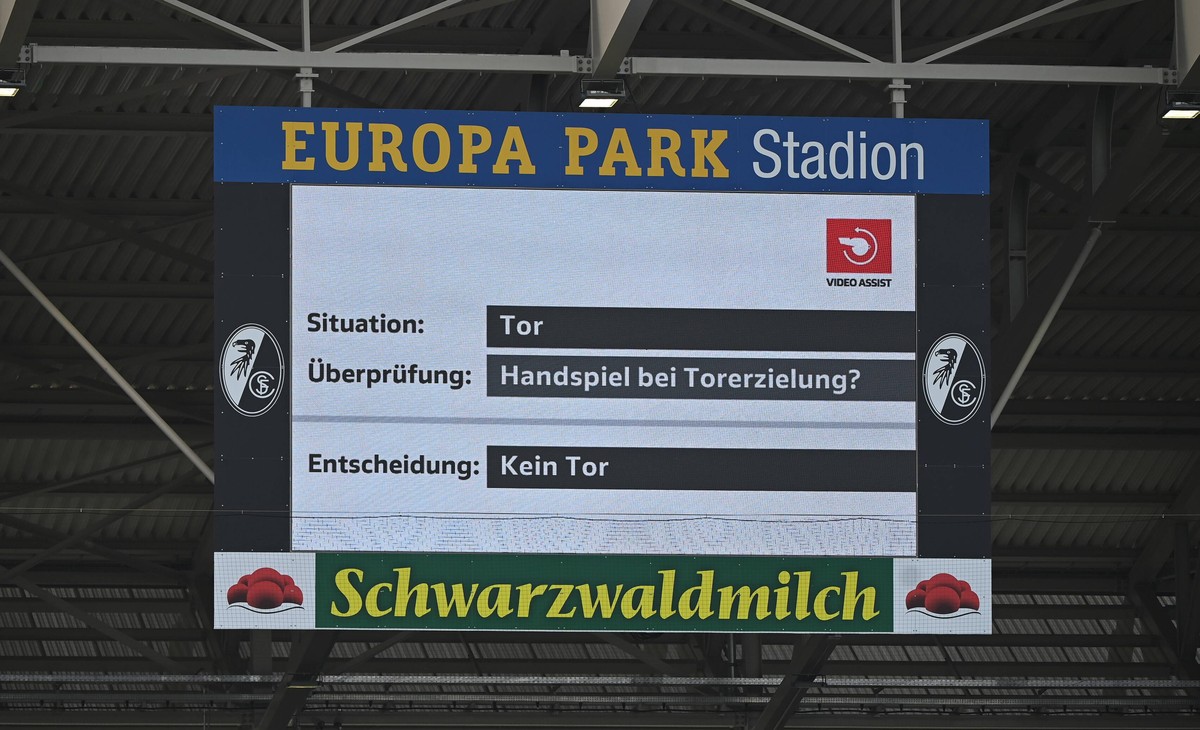 EUROPA PARK Stadion
VIDEO ASSIST
Situation: Tor
Überprüfung: Handspiel bei Torerzielung?
Entscheidung: Kein Tor
Schwarzwaldmilch